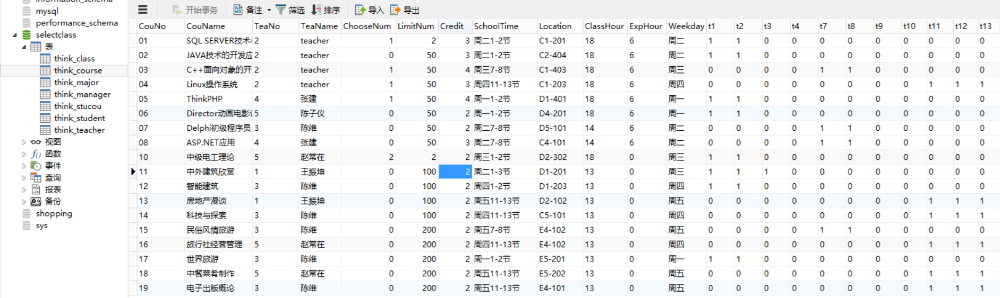 information_schema
mysql
performance_schema
selectclass
表
think_class
think_course
think_major
think_manager
think_stucou
think_student
think_teacher
视图
函数
事件
查询
报表
备份
shopping
sys
开始事务 备注 筛选 排序 导入 导出
CouNo CouName TeaNo TeaName ChooseNum LimitNum Credit SchoolTime Location ClassHour ExpHour Weekday t1 t2 t3 t4 t7 t8 t9 t10 t11 t12 t13
01 SQL SERVER技术 2 teacher 1 2 3 周二1-2节 C1-201 18 6 周二 1 1 0 0 0 0 0 0 0 0 0
02 JAVA技术的开发应 2 teacher 0 50 3 周二1-2节 C2-404 18 6 周二 1 1 0 0 0 0 0 0 0 0 0
03 C++面向对象的开 2 teacher 1 50 4 周三7-8节 C1-403 18 6 周三 0 0 0 0 1 1 0 0 0 0 0
04 Linux操作系统 2 teacher 1 50 3 周四11-13节 C1-203 18 6 周四 0 0 0 0 0 0 0 0 1 1 1
05 ThinkPHP 4 张建 1 50 4 周一1-2节 D1-401 18 6 周一 1 1 0 0 0 0 0 0 0 0 0
06 Director动画电影 5 陈子仪 0 50 2 周一1-2节 D4-201 18 6 周一 1 1 0 0 0 0 0 0 0 0 0
07 Delphi初级程序员 3 陈维 0 50 2 周二7-8节 D5-101 14 6 周二 0 0 0 0 1 1 0 0 0 0 0
08 ASP.NET应用 4 张建 0 50 3 周二7-8节 C4-101 14 6 周二 0 0 0 0 1 1 0 0 0 0 0
10 中级电工理论 5 赵常在 2 2 2 周三1-2节 D2-302 18 0 周三 1 1 0 0 0 0 0 0 0 0 0
11 中外建筑欣赏 1 王振坤 0 100 2 周二1-3节 D1-201 13 0 周三 1 1 1 0 0 0 0 0 0 0 0
12 智能建筑 3 陈维 0 100 2 周四1-2节 D1-203 13 0 周四 1 1 0 0 0 0 0 0 0 0 0
13 房地产漫谈 1 王振坤 0 100 2 周五11-13节 D2-102 13 0 周五 0 0 0 0 0 0 0 0 1 1 1
14 科技与探索 3 陈维 0 100 2 周四11-13节 C5-101 13 0 周四 0 0 0 0 0 0 0 0 1 1 1
15 民俗风情旅游 3 陈维 0 200 2 周五7-8节 E4-102 13 0 周五 0 0 0 0 1 1 0 0 0 0 0
16 旅行社经营管理 5 赵常在 0 200 2 周四11-13节 E4-102 13 0 周四 0 0 0 0 0 0 0 0 1 1 1
17 世界旅游 3 陈维 0 200 2 周一1-2节 E5-201 13 0 周一 1 1 0 0 0 0 0 0 0 0 0
18 中餐菜肴制作 5 赵常在 0 200 2 周五11-13节 E5-202 13 0 周五 0 0 0 0 0 0 0 0 1 1 1
19 电子出版概论 3 陈维 0 200 2 周五11-13节 E4-101 13 0 周五 0 0 0 0 0 0 0 0 1 1 1